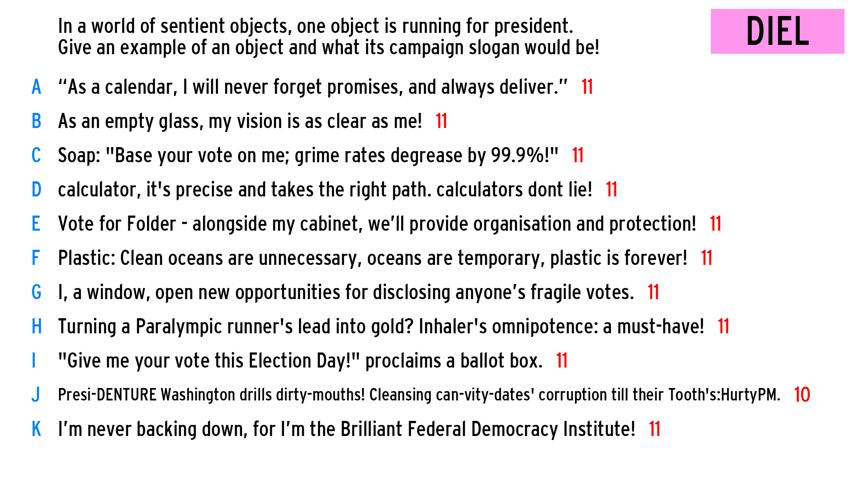 In a world of sentient objects, one object is running for president.
Give an example of an object and what its campaign slogan would be!
DIEL
A “As a calendar, I will never forget promises, and always deliver.” 11
B As an empty glass, my vision is as clear as me! 11
C Soap: "Base your vote on me; grime rates degrease by 99.9%!" 11
D calculator, it's precise and takes the right path. calculators dont lie! 11
E Vote for Folder - alongside my cabinet, we’ll provide organisation and protection! 11
F Plastic: Clean oceans are unnecessary, oceans are temporary, plastic is forever! 11
G I, a window, open new opportunities for disclosing anyone’s fragile votes. 11
H Turning a Paralympic runner's lead into gold? Inhaler's omnipotence: a must-have! 11
I "Give me your vote this Election Day!" proclaims a ballot box. 11
J Presi-DENTURE Washington drills dirty-mouths! Cleansing can-vity-dates' corruption till their Tooth's:HurtyPM. 10
K I’m never backing down, for I’m the Brilliant Federal Democracy Institute! 11